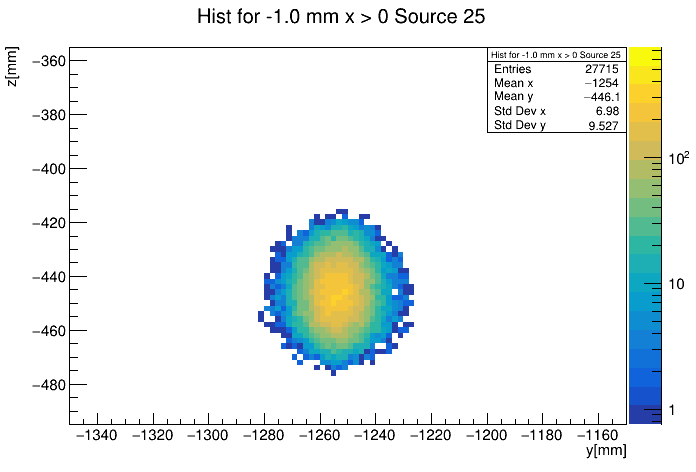 Hist for -1.0 mm x > 0 Source 25
z[mm]
Hist for -1.0 mm x > 0 Source 25
Entries 27715
Mean x −1254
Mean y −446.1
Std Dev x 6.98
Std Dev y 9.527
−360
−380
−400
−420
−440
−460
−480
10²
10
1
−1340 −1320 −1300 −1280 −1260 −1240 −1220 −1200 −1180 −1160
y[mm]